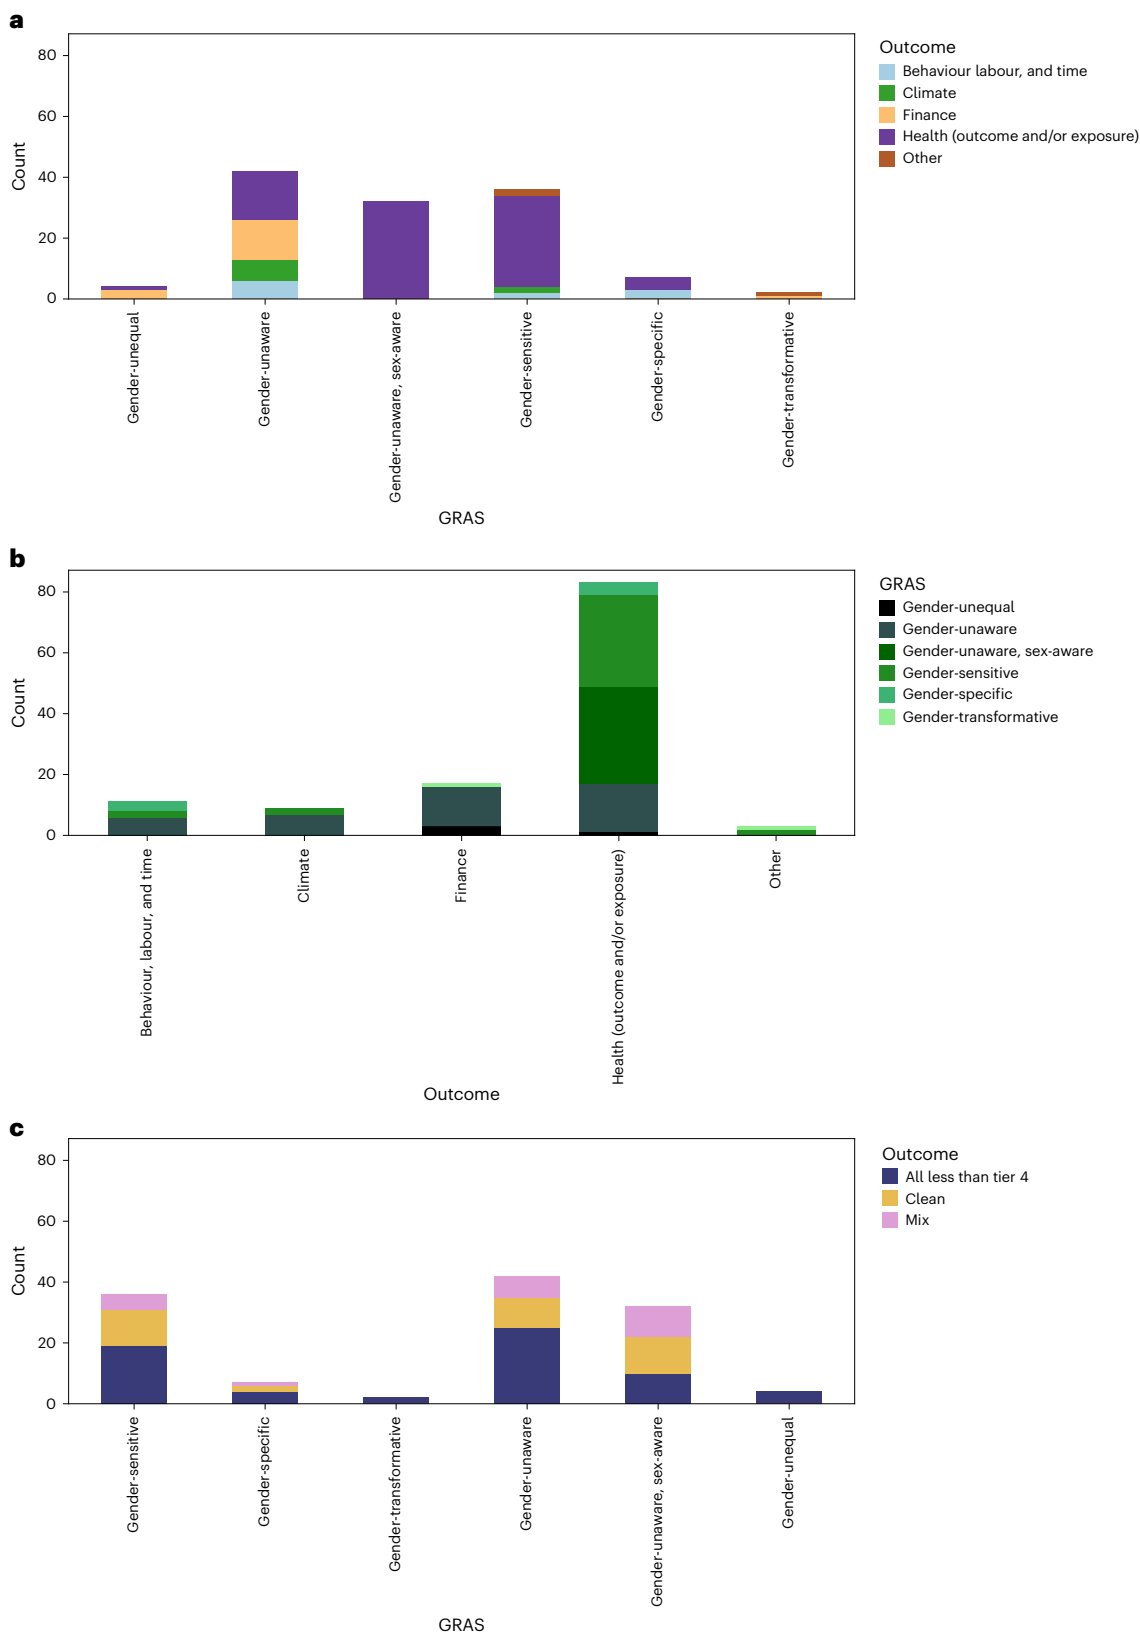 a
80
60
40
20
0
Count
Gender-unequal
Gender-unaware
Gender-unaware, sex-aware
Gender-sensitive
Gender-specific
Gender-transformative
GRAS
Outcome
Behaviour labour, and time
Climate
Finance
Health (outcome and/or exposure)
Other
b
80
60
40
20
0
Count
Behaviour, labour, and time
Climate
Finance
Health (outcome and/or exposure)
Other
Outcome
GRAS
Gender-unequal
Gender-unaware
Gender-unaware, sex-aware
Gender-sensitive
Gender-specific
Gender-transformative
c
80
60
40
20
0
Count
Gender-sensitive
Gender-specific
Gender-transformative
Gender-unaware
Gender-unaware, sex-aware
Gender-unequal
GRAS
Outcome
All less than tier 4
Clean
Mix